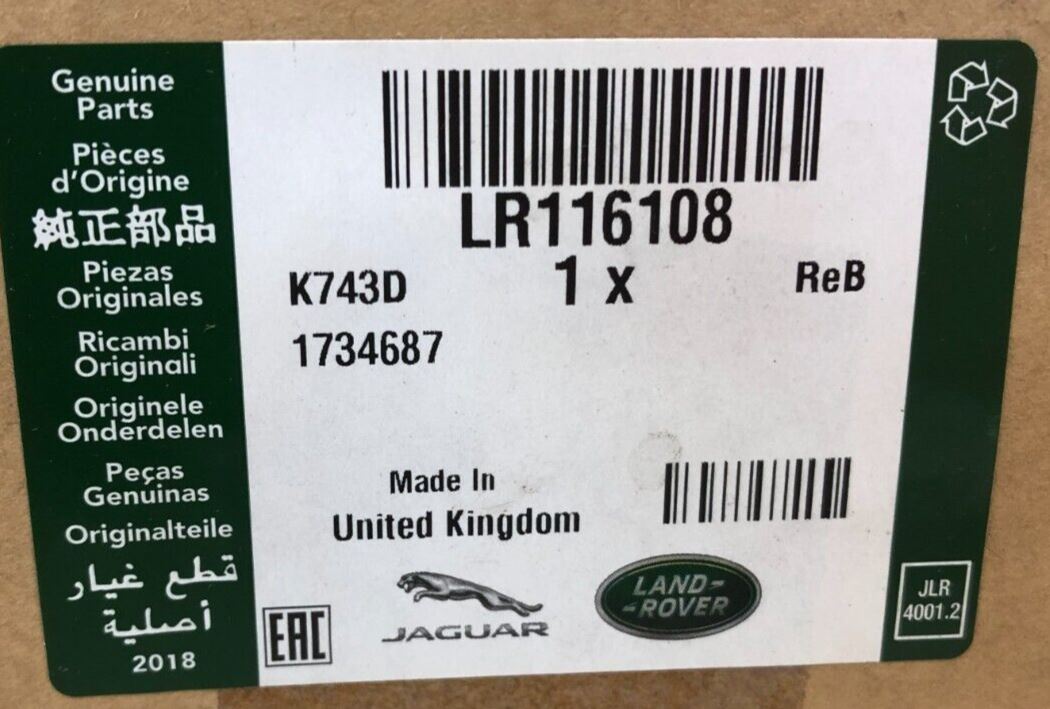 Genuine
Parts
Pièces
d'Origine
純正部品
Piezas
Originales
Ricambi
Originali
Originele
Onderdelen
Peças
Genuinas
Originalteile
قطع غيار
أصلية
2018
LR116108
K743D
1 x
ReB
1734687
Made In
United Kingdom
EAC
JAGUAR
LAND-
-ROVER
JLR
4001.2